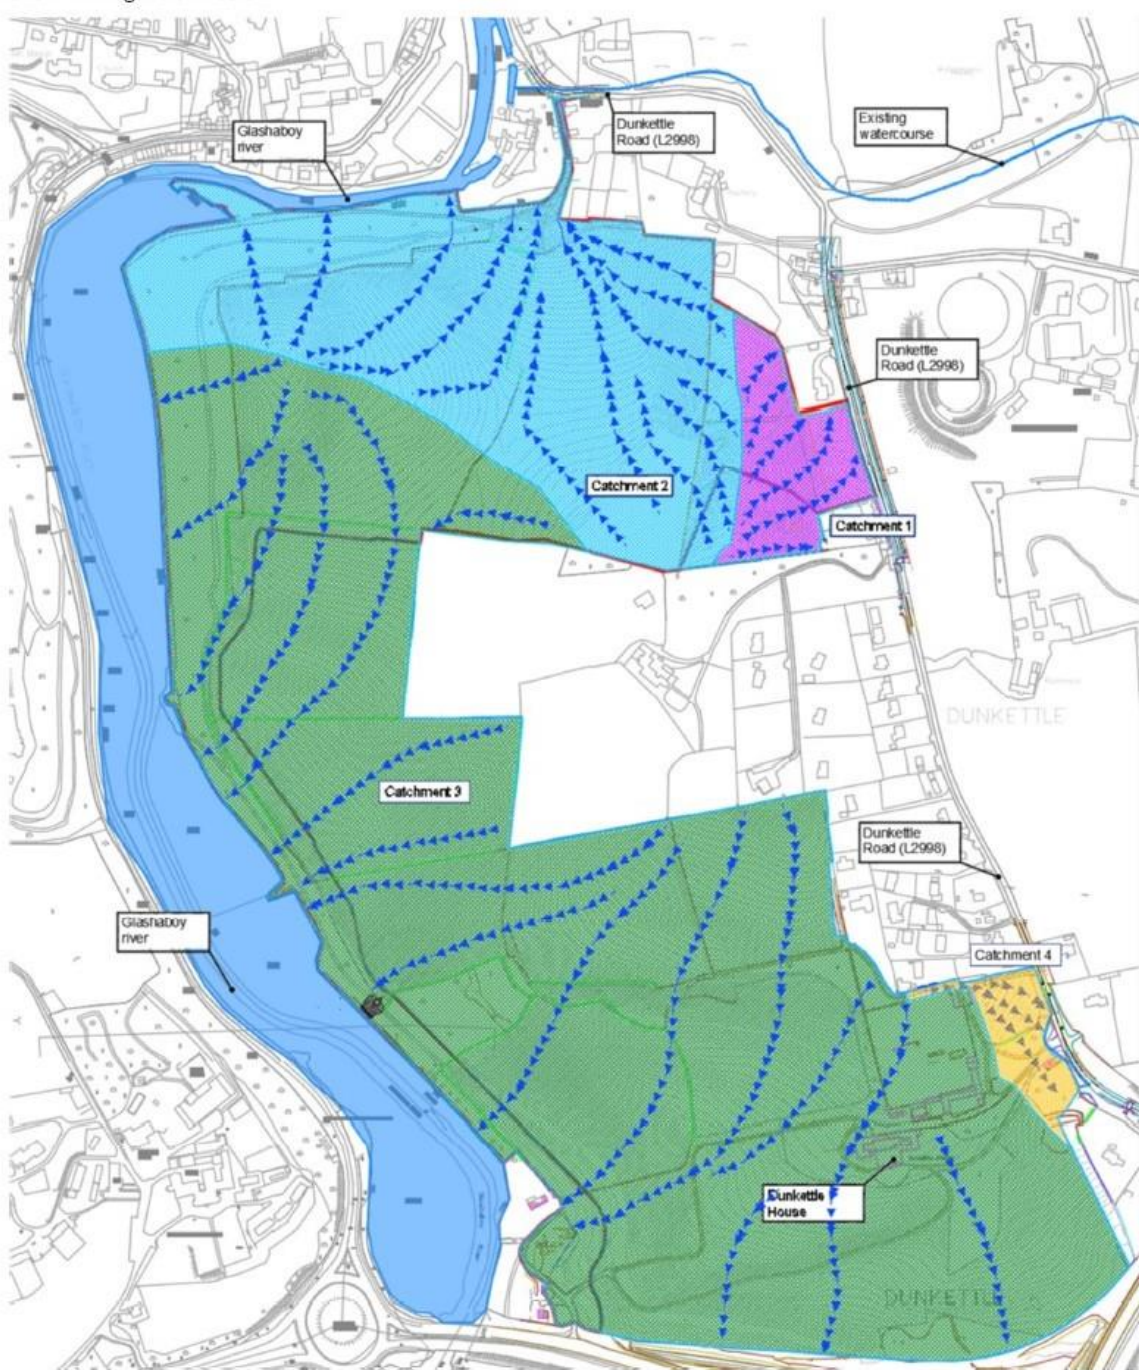 Glashaboy
river
Dunkettle
Road (L2998)
Existing
watercourse
Dunkettle
Road (L2998)
Catchment 2
Catchment 1
DUNKETTLE
Catchment 3
Dunkettle
Road (L2998)
Glashaboy
river
Catchment 4
Dunkettle
House
DUNKETTLE